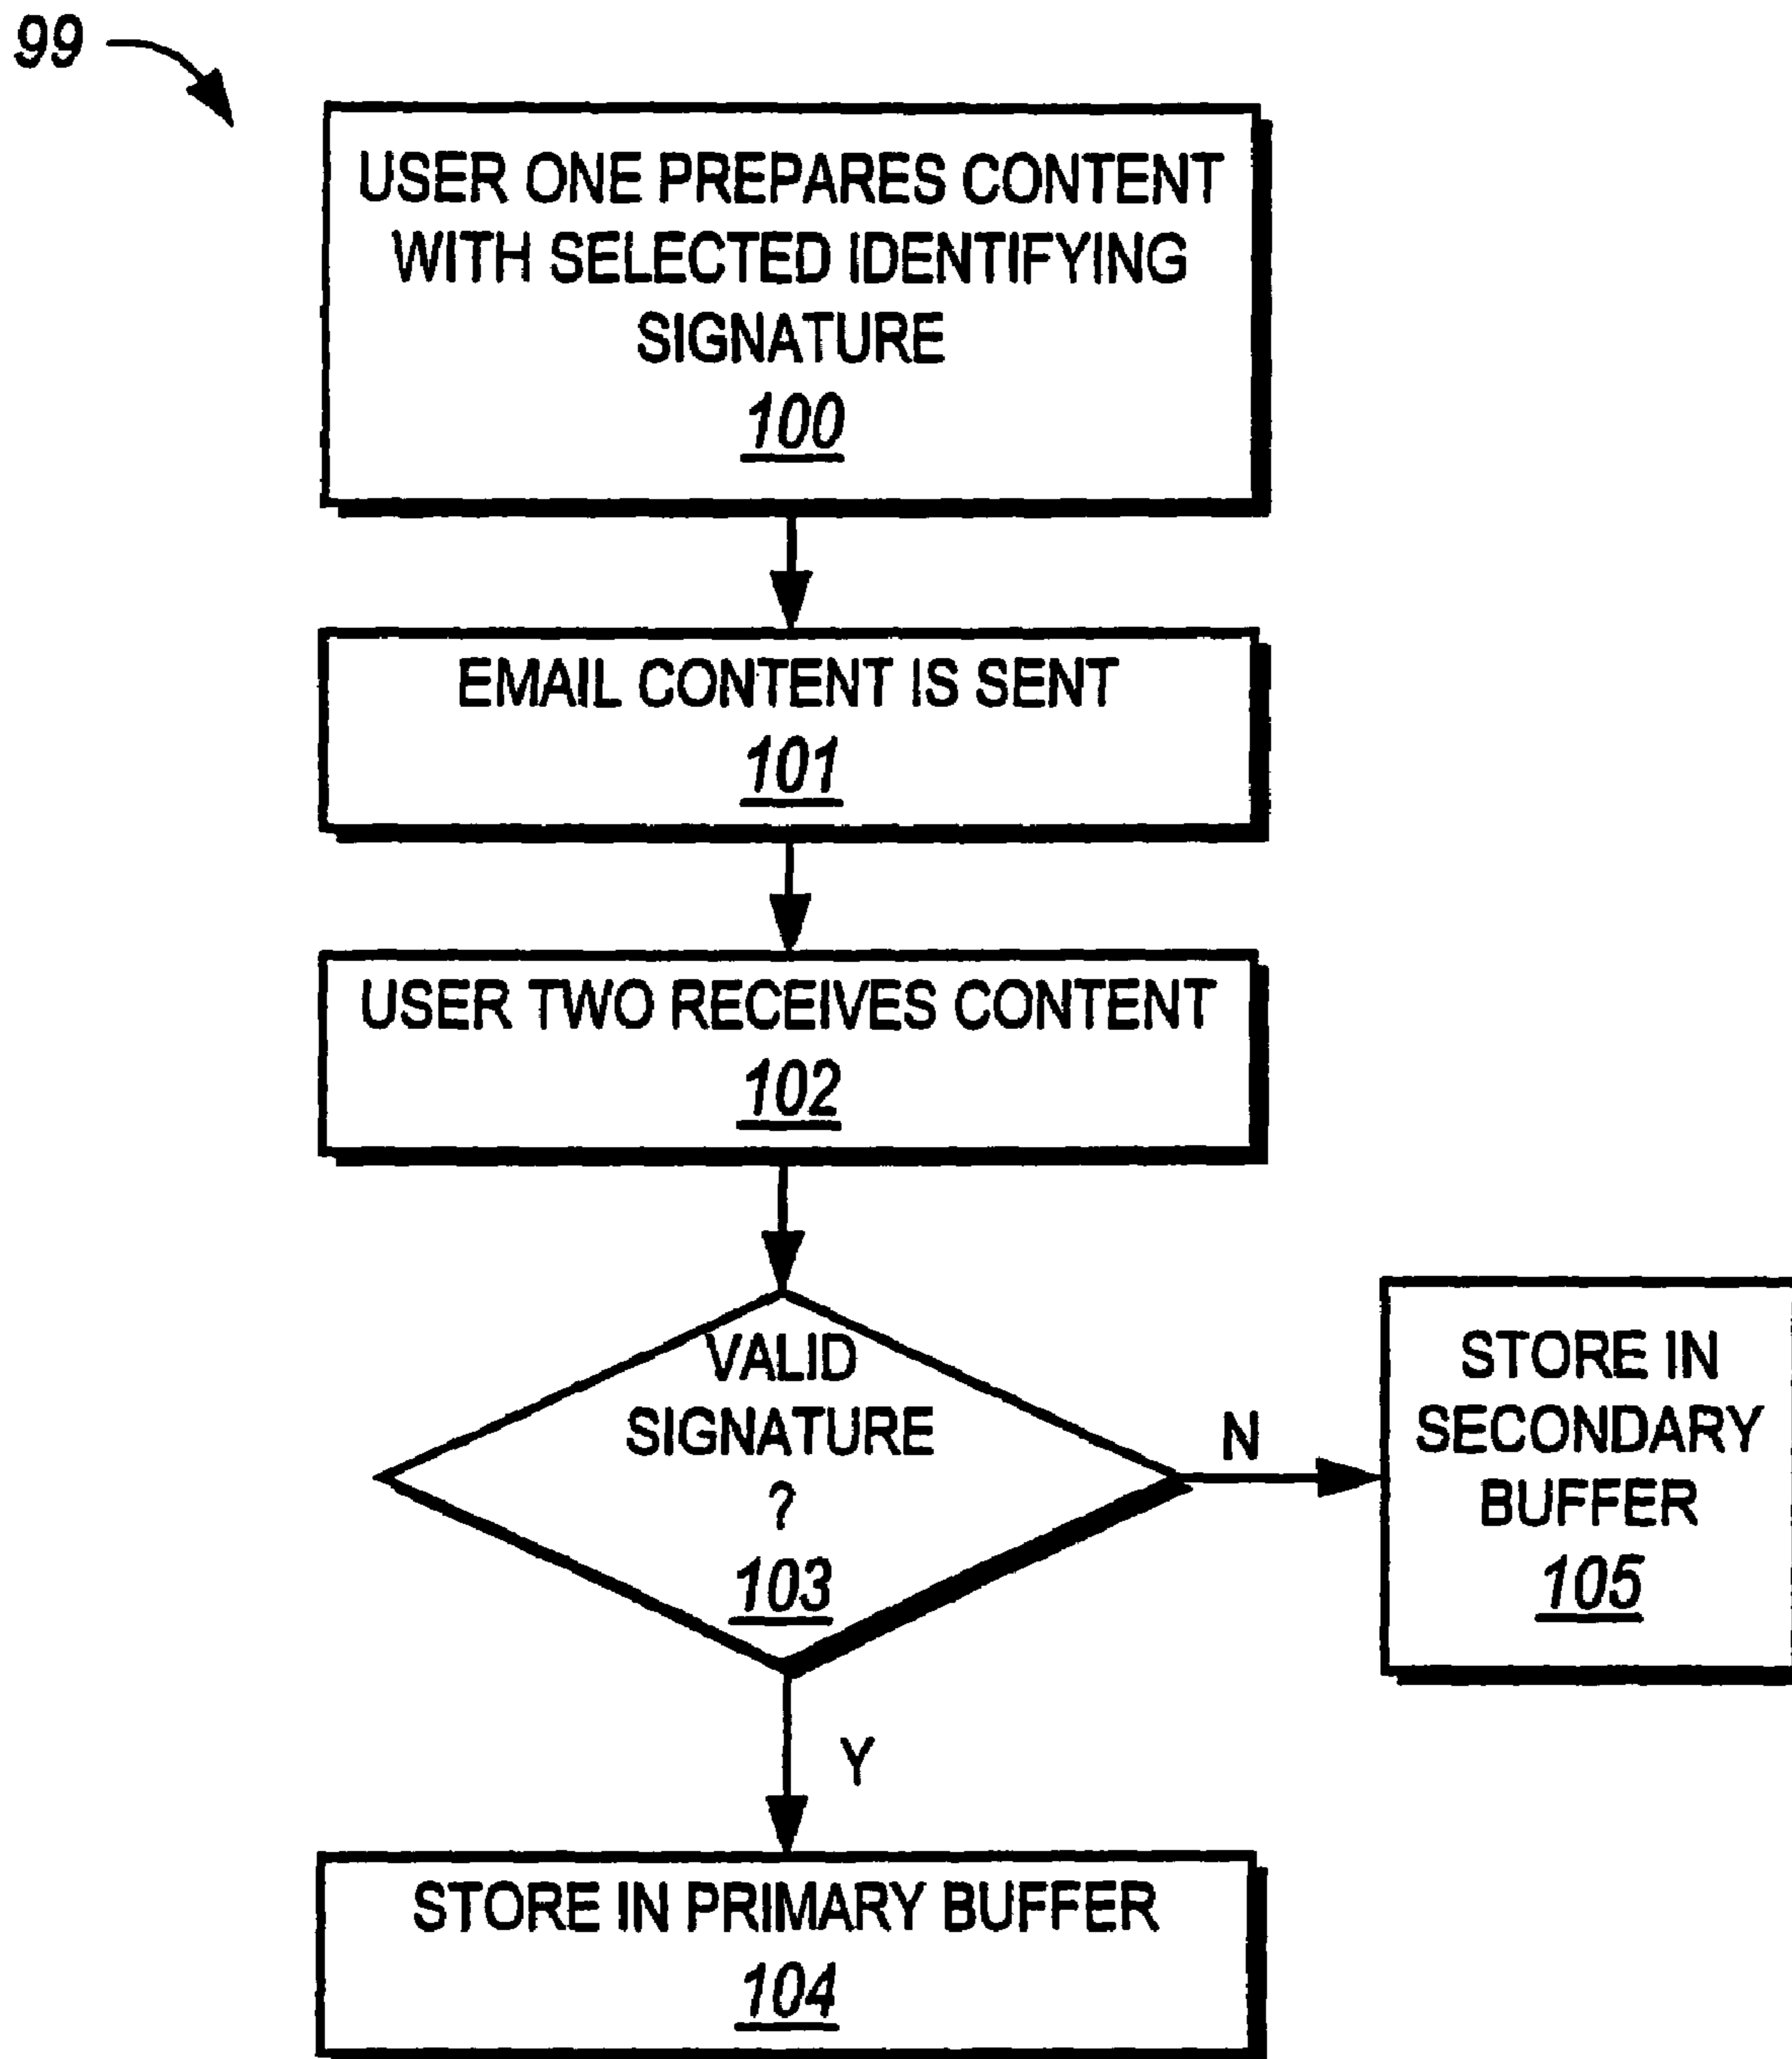 99
USER ONE PREPARES CONTENT
WITH SELECTED IDENTIFYING
SIGNATURE
100
EMAIL CONTENT IS SENT
101
USER TWO RECEIVES CONTENT
102
VALID
SIGNATURE
?
103
N
STORE IN
SECONDARY
BUFFER
105
Y
STORE IN PRIMARY BUFFER
104